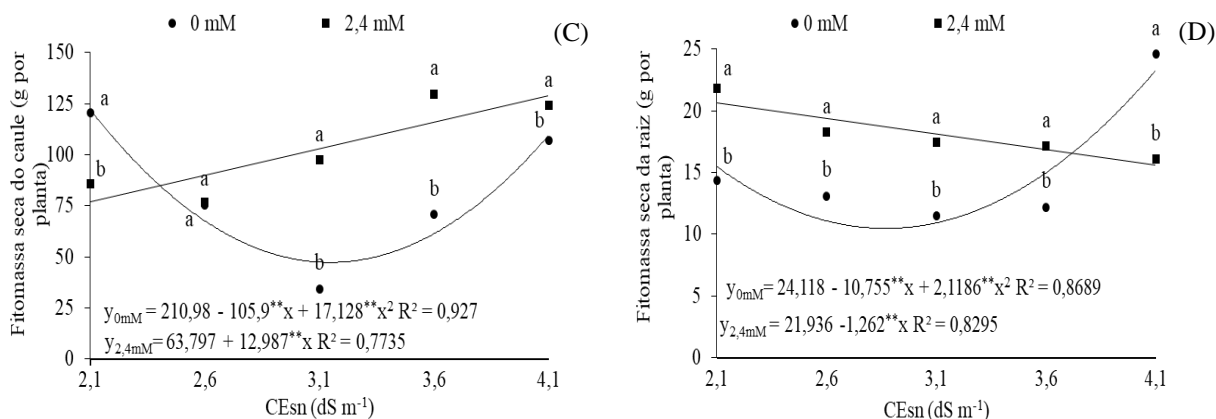 0 mM 2,4 mM (C)
Fitomassa seca do caule (g por
planta)
150
125
100
75
50
25
0
a
b
a
a
a
b
a
b
a
b
y0mM = 210,98 - 105,9**x + 17,128**x² R² = 0,927
y2,4mM= 63,797 + 12,987**x R² = 0,7735
2,1 2,6 3,1 3,6 4,1
CEsn (dS m⁻¹)
0 mM 2,4 mM (D)
Fitomassa seca da raiz (g por
planta)
25
20
15
10
5
0
a
b
a
b
a
b
a
b
a
b
y0mM= 24,118 - 10,755**x + 2,1186**x² R² = 0,8689
y2,4mM = 21,936 -1,262**x R² = 0,8295
2,1 2,6 3,1 3,6 4,1
CEsn (dS m⁻¹)